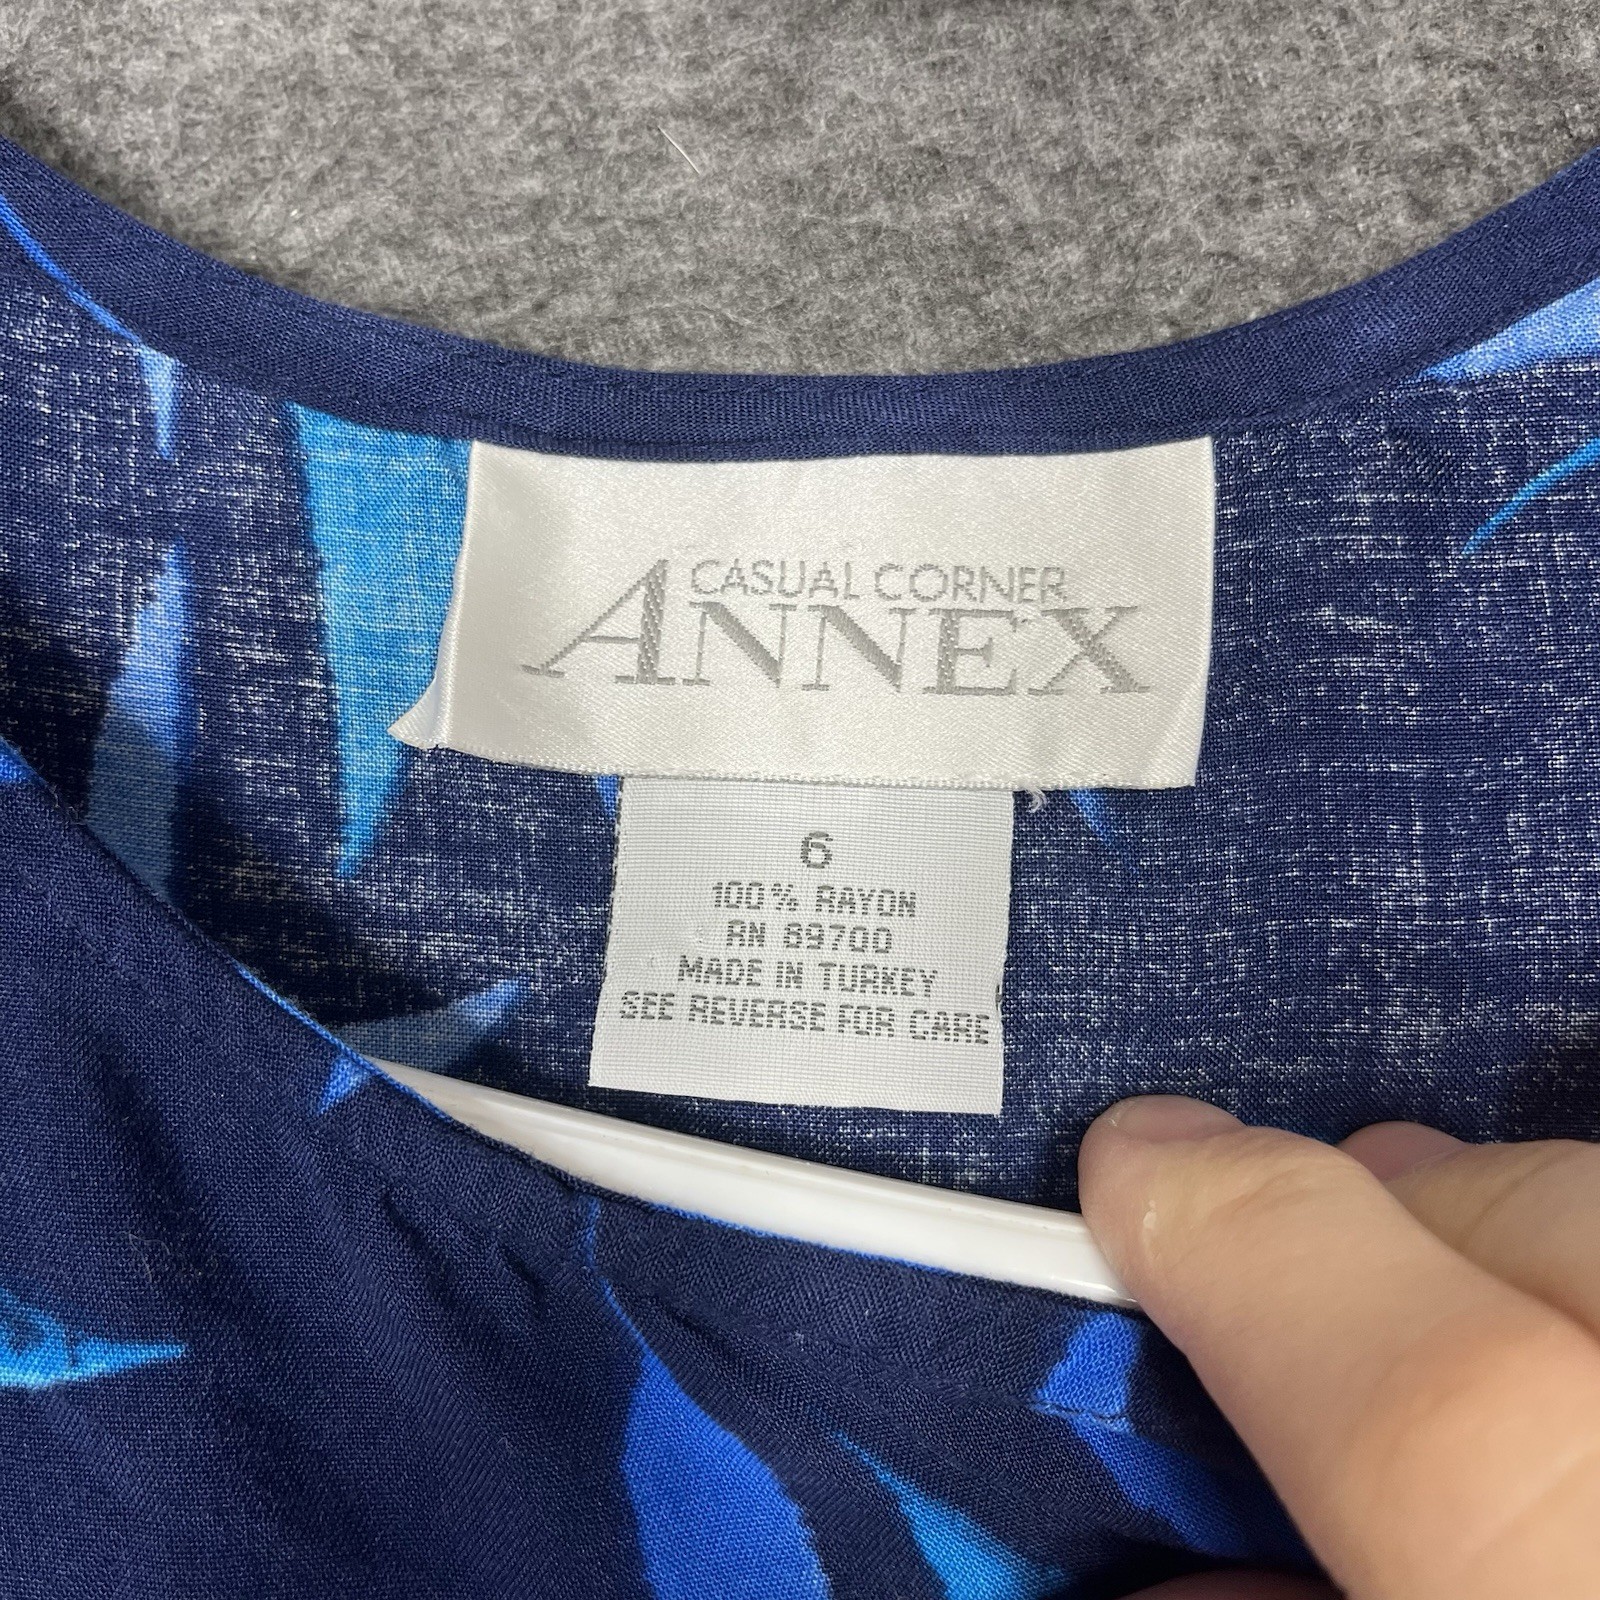 CASUAL CORNER
ANNEX
6
100% RAYON
RN 89700
MADE IN TURKEY
SEE REVERSE FOR CARE